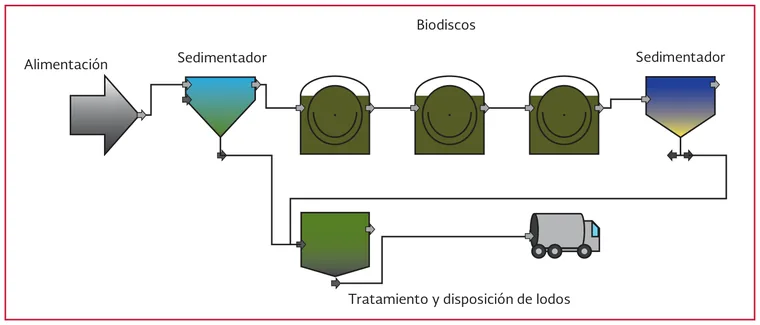 Biodiscos
Alimentación
Sedimentador
Sedimentador
Tratamiento y disposición de lodos